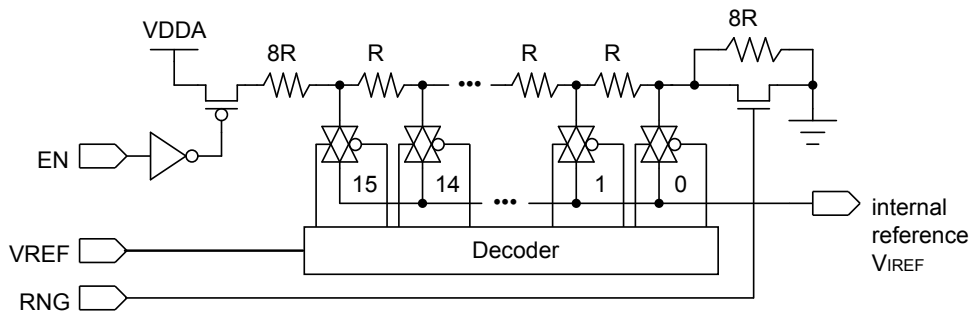 VDDA
8R
R
R
R
8R
EN
15
14
1
0
internal
reference
VIREF
Decoder
VREF
RNG